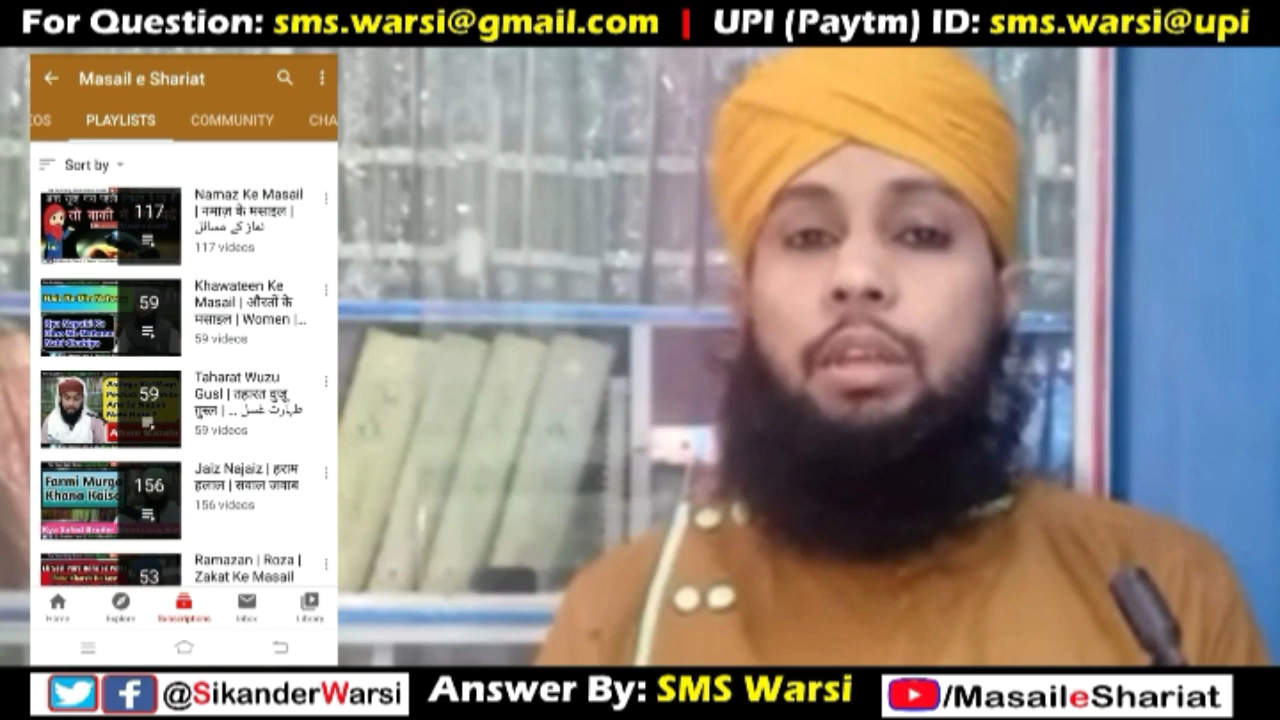 For Question: sms.warsi@gmail.com | UPI (Paytm) ID: sms.warsi@upi
Masail e Shariat
EOS PLAYLISTS COMMUNITY CHA
Sort by
तो बाकी
117
Namaz Ke Masail
| नमाज़ के मसाइल |
نماز کے مسائل
117 videos
59
Khawateen Ke
Masail | औरतों के
मसाइल | Women |...
59 videos
59
Taharat Wuzu
Gusl | तहारत वुजू
ग़ुस्ल | .. طہارت غسل
59 videos
Farmi Murga
Khana Kaisa
156
Jaiz Najaiz | हराम
हलाल | सवाल जवाब
156 videos
53
Ramazan | Roza |
Zakat Ke Masail
Home Explore Subscriptions Inbox Library
@SikanderWarsi
Answer By: SMS Warsi
/MasaileShariat